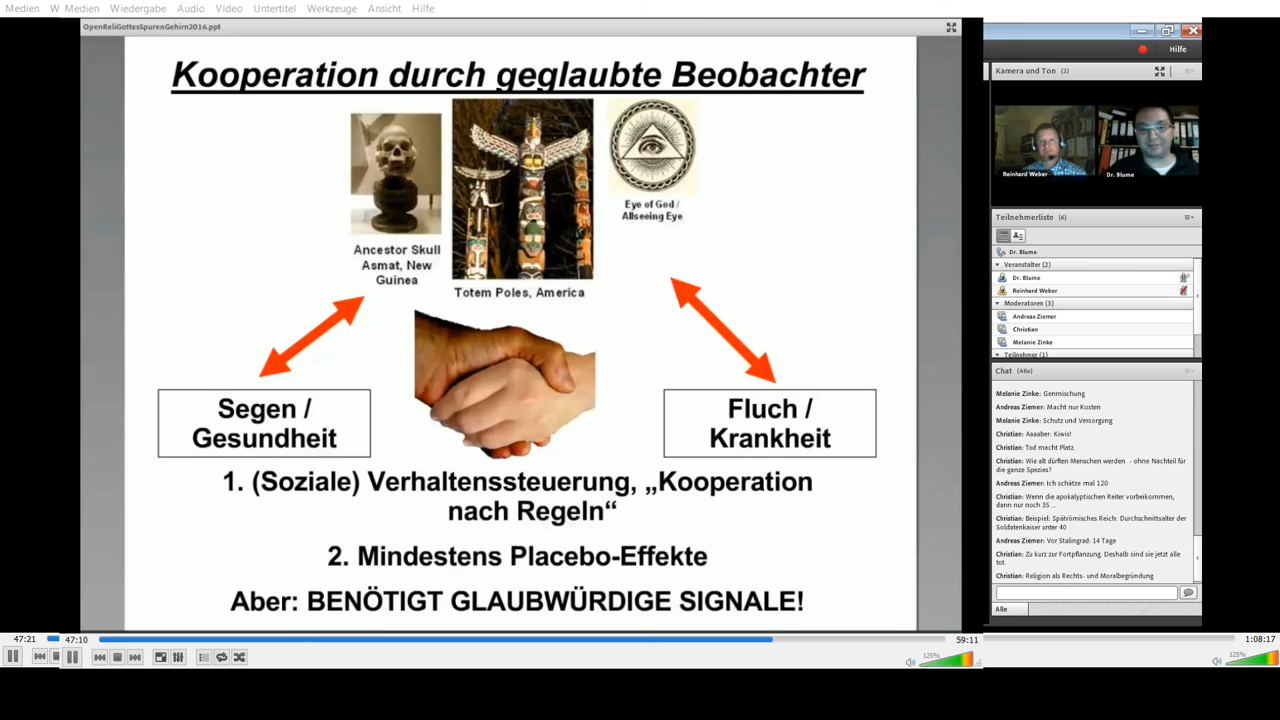 Medien W Medien Wiedergabe Audio Video Untertitel Werkzeuge Ansicht Hilfe
OpenReliGottesSpurenGehirn2016.ppt
Kooperation durch geglaubte Beobachter
Ancestor Skull
Asmat, New
Guinea
Totem Poles, America
Eye of God /
Allseeing Eye
Segen /
Gesundheit
Fluch /
Krankheit
1. (Soziale) Verhaltenssteuerung, „Kooperation
nach Regeln“
2. Mindestens Placebo-Effekte
Aber: BENÖTIGT GLAUBWÜRDIGE SIGNALE!
Hilfe
Kamera und Ton (2)
Reinhard Weber
Dr. Blume
Teilnehmerliste (6)
Dr. Blume
Veranstalter (2)
Dr. Blume
Reinhard Weber
Moderatoren (3)
Andreas Ziemer
Christian
Melanie Zinke
Teilnehmer (1)
Chat (Alle)
Melanie Zinke: Genmischung
Andreas Ziemer: Macht nur Kosten
Melanie Zinke: Schutz und Versorgung
Christian: Aaaaber: Kiwis!
Christian: Tod macht Platz.
Christian: Wie alt dürften Menschen werden - ohne Nachteil für
die ganze Spezies?
Andreas Ziemer: Ich schätze mal 120
Christian: Wenn die apokalyptischen Reiter vorbeikommen,
dann nur noch 35 ...
Christian: Beispiel: Spätrömisches Reich: Durchschnittsalter der
Soldatenkaiser unter 40
Andreas Ziemer: Vor Stalingrad: 14 Tage
Christian: Zu kurz zur Fortpflanzung. Deshalb sind sie jetzt alle
tot.
Christian: Religion als Rechts- und Moralbegründung
Alle
47:21 47:10 59:11 1:08:17
125% 125%